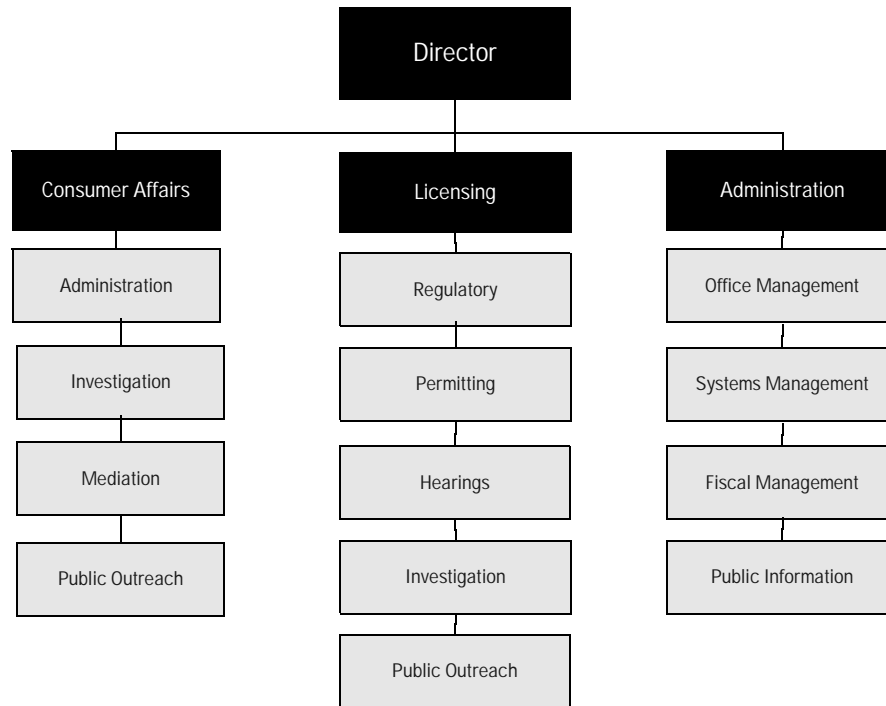 Director
Consumer Affairs
Licensing
Administration
Administration
Regulatory
Office Management
Investigation
Permitting
Systems Management
Mediation
Hearings
Fiscal Management
Public Outreach
Investigation
Public Information
Public Outreach